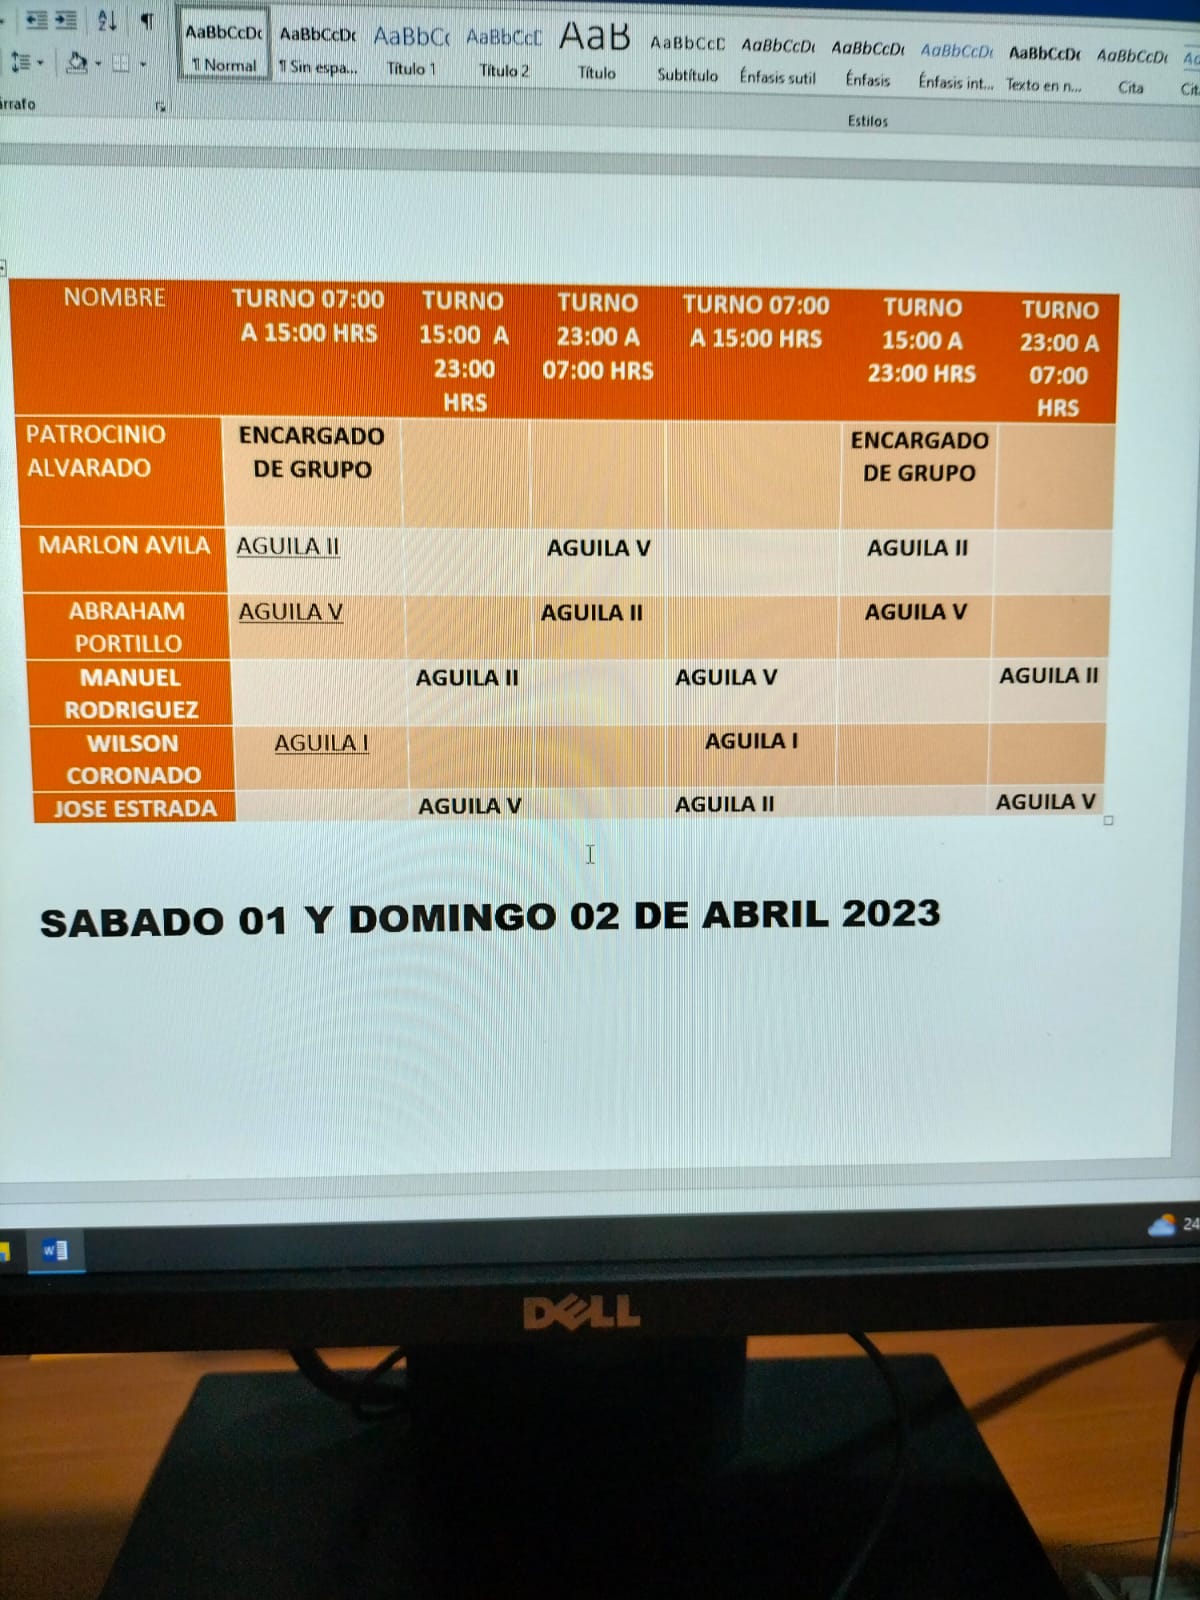 AaBbCcDc AaBbCcDc AaBbCc AaBbCcD AaB AaBbCcD AaBbCcDc AaBbCcDc AaBbCcDc AaBbCcDc AaBbCcDc
¶ Normal ¶ Sin espa... Título 1 Título 2 Título Subtítulo Énfasis sutil Énfasis Énfasis int... Texto en n... Cita Cit
Estilos
NOMBRE TURNO 07:00 TURNO TURNO TURNO 07:00 TURNO TURNO
A 15:00 HRS 15:00 A 23:00 A A 15:00 HRS 15:00 A 23:00 A
23:00 07:00 HRS 23:00 HRS 07:00
HRS HRS
PATROCINIO ENCARGADO ENCARGADO
ALVARADO DE GRUPO DE GRUPO
MARLON AVILA AGUILA II AGUILA V AGUILA II
ABRAHAM AGUILA V AGUILA II AGUILA V
PORTILLO
MANUEL AGUILA II AGUILA V AGUILA II
RODRIGUEZ
WILSON AGUILA I AGUILA I
CORONADO
JOSE ESTRADA AGUILA V AGUILA II AGUILA V
SABADO 01 Y DOMINGO 02 DE ABRIL 2023
24
DELL